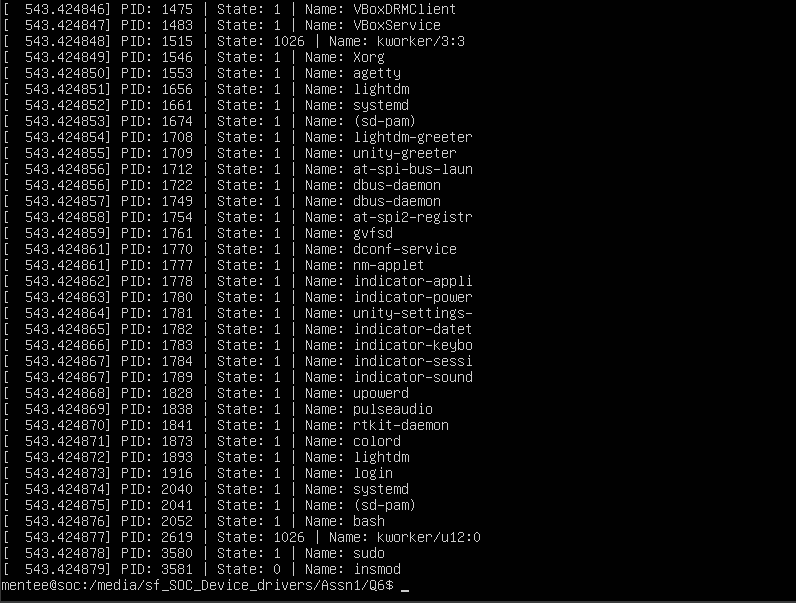 [  543.424846] PID: 1475 | State: 1 | Name: VBoxDRMClient
[  543.424847] PID: 1483 | State: 1 | Name: VBoxService
[  543.424848] PID: 1515 | State: 1026 | Name: kworker/3:3
[  543.424849] PID: 1546 | State: 1 | Name: Xorg
[  543.424850] PID: 1553 | State: 1 | Name: agetty
[  543.424851] PID: 1656 | State: 1 | Name: lightdm
[  543.424852] PID: 1661 | State: 1 | Name: systemd
[  543.424853] PID: 1674 | State: 1 | Name: (sd-pam)
[  543.424854] PID: 1708 | State: 1 | Name: lightdm-greeter
[  543.424855] PID: 1709 | State: 1 | Name: unity-greeter
[  543.424856] PID: 1712 | State: 1 | Name: at-spi-bus-laun
[  543.424856] PID: 1722 | State: 1 | Name: dbus-daemon
[  543.424857] PID: 1749 | State: 1 | Name: dbus-daemon
[  543.424858] PID: 1754 | State: 1 | Name: at-spi2-registr
[  543.424859] PID: 1761 | State: 1 | Name: gvfsd
[  543.424861] PID: 1770 | State: 1 | Name: dconf-service
[  543.424861] PID: 1777 | State: 1 | Name: nm-applet
[  543.424862] PID: 1778 | State: 1 | Name: indicator-appli
[  543.424863] PID: 1780 | State: 1 | Name: indicator-power
[  543.424864] PID: 1781 | State: 1 | Name: unity-settings-
[  543.424865] PID: 1782 | State: 1 | Name: indicator-datet
[  543.424866] PID: 1783 | State: 1 | Name: indicator-keybo
[  543.424867] PID: 1784 | State: 1 | Name: indicator-sessi
[  543.424867] PID: 1789 | State: 1 | Name: indicator-sound
[  543.424868] PID: 1828 | State: 1 | Name: upowerd
[  543.424869] PID: 1838 | State: 1 | Name: pulseaudio
[  543.424870] PID: 1841 | State: 1 | Name: rtkit-daemon
[  543.424871] PID: 1873 | State: 1 | Name: colord
[  543.424872] PID: 1893 | State: 1 | Name: lightdm
[  543.424873] PID: 1916 | State: 1 | Name: login
[  543.424874] PID: 2040 | State: 1 | Name: systemd
[  543.424875] PID: 2041 | State: 1 | Name: (sd-pam)
[  543.424876] PID: 2052 | State: 1 | Name: bash
[  543.424877] PID: 2619 | State: 1026 | Name: kworker/u12:0
[  543.424878] PID: 3580 | State: 1 | Name: sudo
[  543.424879] PID: 3581 | State: 0 | Name: insmod
mentee@soc:/media/sf_SOC_Device_drivers/Assn1/Q6$ _